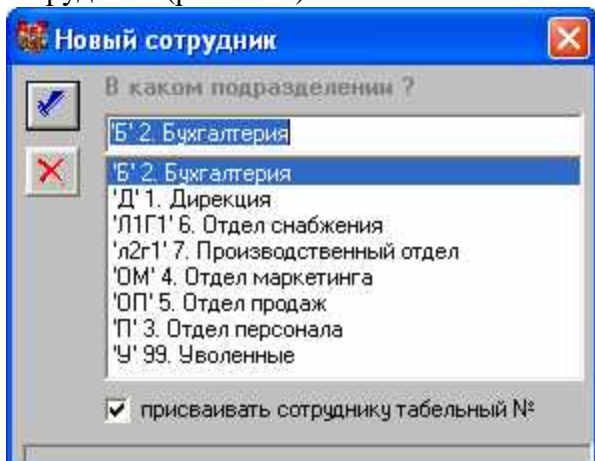 Новый сотрудник
В каком подразделении ?
'Б' 2. Бухгалтерия
'Б' 2. Бухгалтерия
'Д' 1. Дирекция
'Л1Г1' 6. Отдел снабжения
'л2г1' 7. Производственный отдел
'ОМ' 4. Отдел маркетинга
'ОП' 5. Отдел продаж
'П' 3. Отдел персонала
'У' 99. Уволенные
присваивать сотруднику табельный №